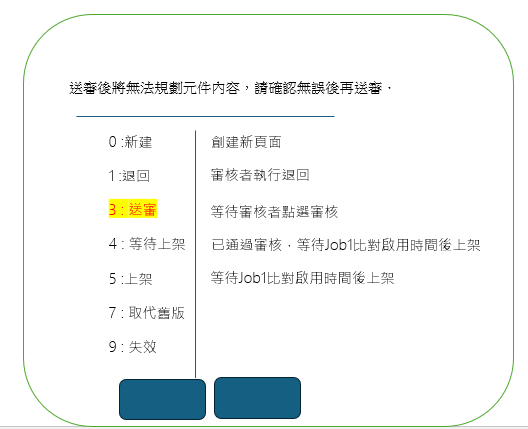 送審後將無法規劃元件內容，請確認無誤後再送審．
0 :新建 創建新頁面
1 :退回 審核者執行退回
3 : 送審 等待審核者點選審核
4 : 等待上架 已通過審核．等待Job1比對啟用時間後上架
5 :上架 等待Job1比對啟用時間後上架
7 : 取代舊版
9 : 失效